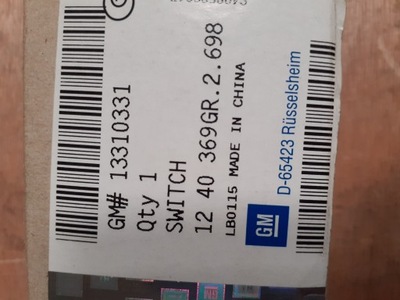 GM# 13310331
Qty 1
SWITCH
12 40 369GR.2.698
LB0115 MADE IN CHINA
GM
D-65423 Rüsselsheim